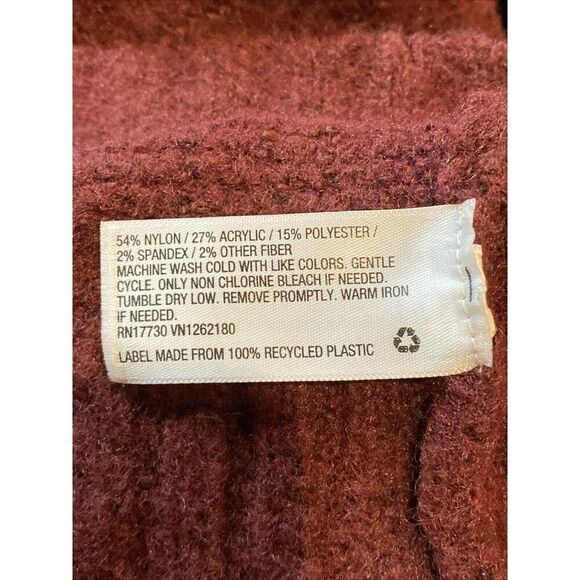 54% NYLON / 27% ACRYLIC / 15% POLYESTER /
2% SPANDEX / 2% OTHER FIBER
MACHINE WASH COLD WITH LIKE COLORS. GENTLE
CYCLE. ONLY NON CHLORINE BLEACH IF NEEDED.
TUMBLE DRY LOW. REMOVE PROMPTLY. WARM IRON
IF NEEDED.
RN17730 VN1262180
LABEL MADE FROM 100% RECYCLED PLASTIC